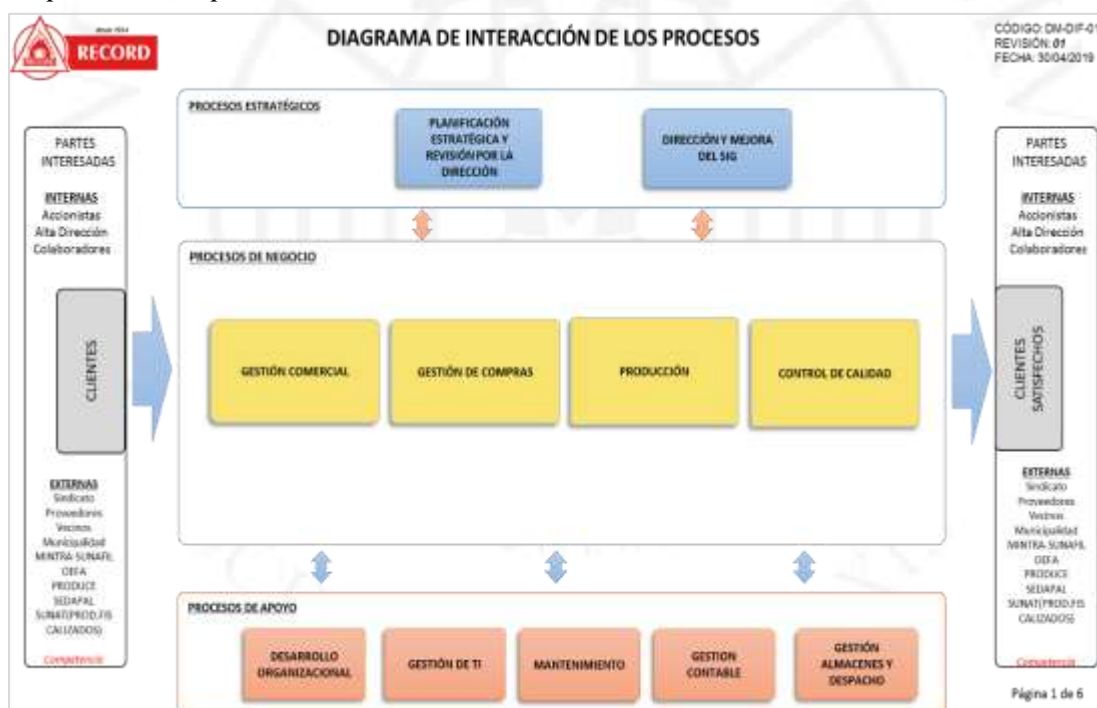 desde 1934
RECORD
DIAGRAMA DE INTERACCIÓN DE LOS PROCESOS
CÓDIGO: DM-DIF-01
REVISIÓN: 01
FECHA: 30/04/2019
PARTES
INTERESADAS
INTERNAS
Accionistas
Alta Dirección
Colaboradores
CLIENTES
EXTERNAS
Sindicato
Proveedores
Vecinos
Municipalidad
MINTRA-SUNAFIL
OEFA
PRODUCE
SEDAPAL
SUNAT(PROD.FIS
CALIZADOS)
Competencia
PROCESOS ESTRATÉGICOS
PLANIFICACIÓN
ESTRATÉGICA Y
REVISIÓN POR LA
DIRECCIÓN
DIRECCIÓN Y MEJORA
DEL SIG
PROCESOS DE NEGOCIO
GESTIÓN COMERCIAL
GESTIÓN DE COMPRAS
PRODUCCIÓN
CONTROL DE CALIDAD
PROCESOS DE APOYO
DESARROLLO
ORGANIZACIONAL
GESTIÓN DE TI
MANTENIMIENTO
GESTION
CONTABLE
GESTIÓN
ALMACENES Y
DESPACHO
PARTES
INTERESADAS
INTERNAS
Accionistas
Alta Dirección
Colaboradores
CLIENTES
SATISFECHOS
EXTERNAS
Sindicato
Proveedores
Vecinos
Municipalidad
MINTRA-SUNAFIL
OEFA
PRODUCE
SEDAPAL
SUNAT(PROD.FIS
CALIZADOS)
Competencia
Página 1 de 6